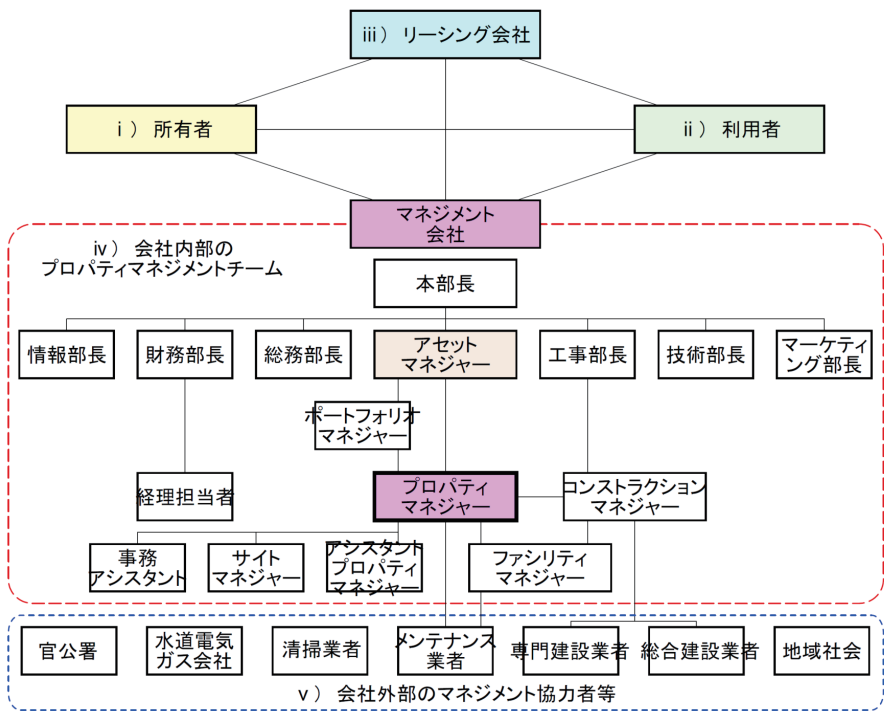 iii） リーシング会社
i ） 所有者
ii ） 利用者
マネジメント
会社
iv ） 会社内部の
プロパティマネジメントチーム
本部長
情報部長
財務部長
総務部長
アセット
マネジャー
工事部長
技術部長
マーケティ
ング部長
ポートフォリオ
マネジャー
経理担当者
プロパティ
マネジャー
コンストラクション
マネジャー
事務
アシスタント
サイト
マネジャー
アシスタント
プロパティ
マネジャー
ファシリティ
マネジャー
官公署
水道電気
ガス会社
清掃業者
メンテナンス
業者
専門建設業者
総合建設業者
地域社会
v ） 会社外部のマネジメント協力者等